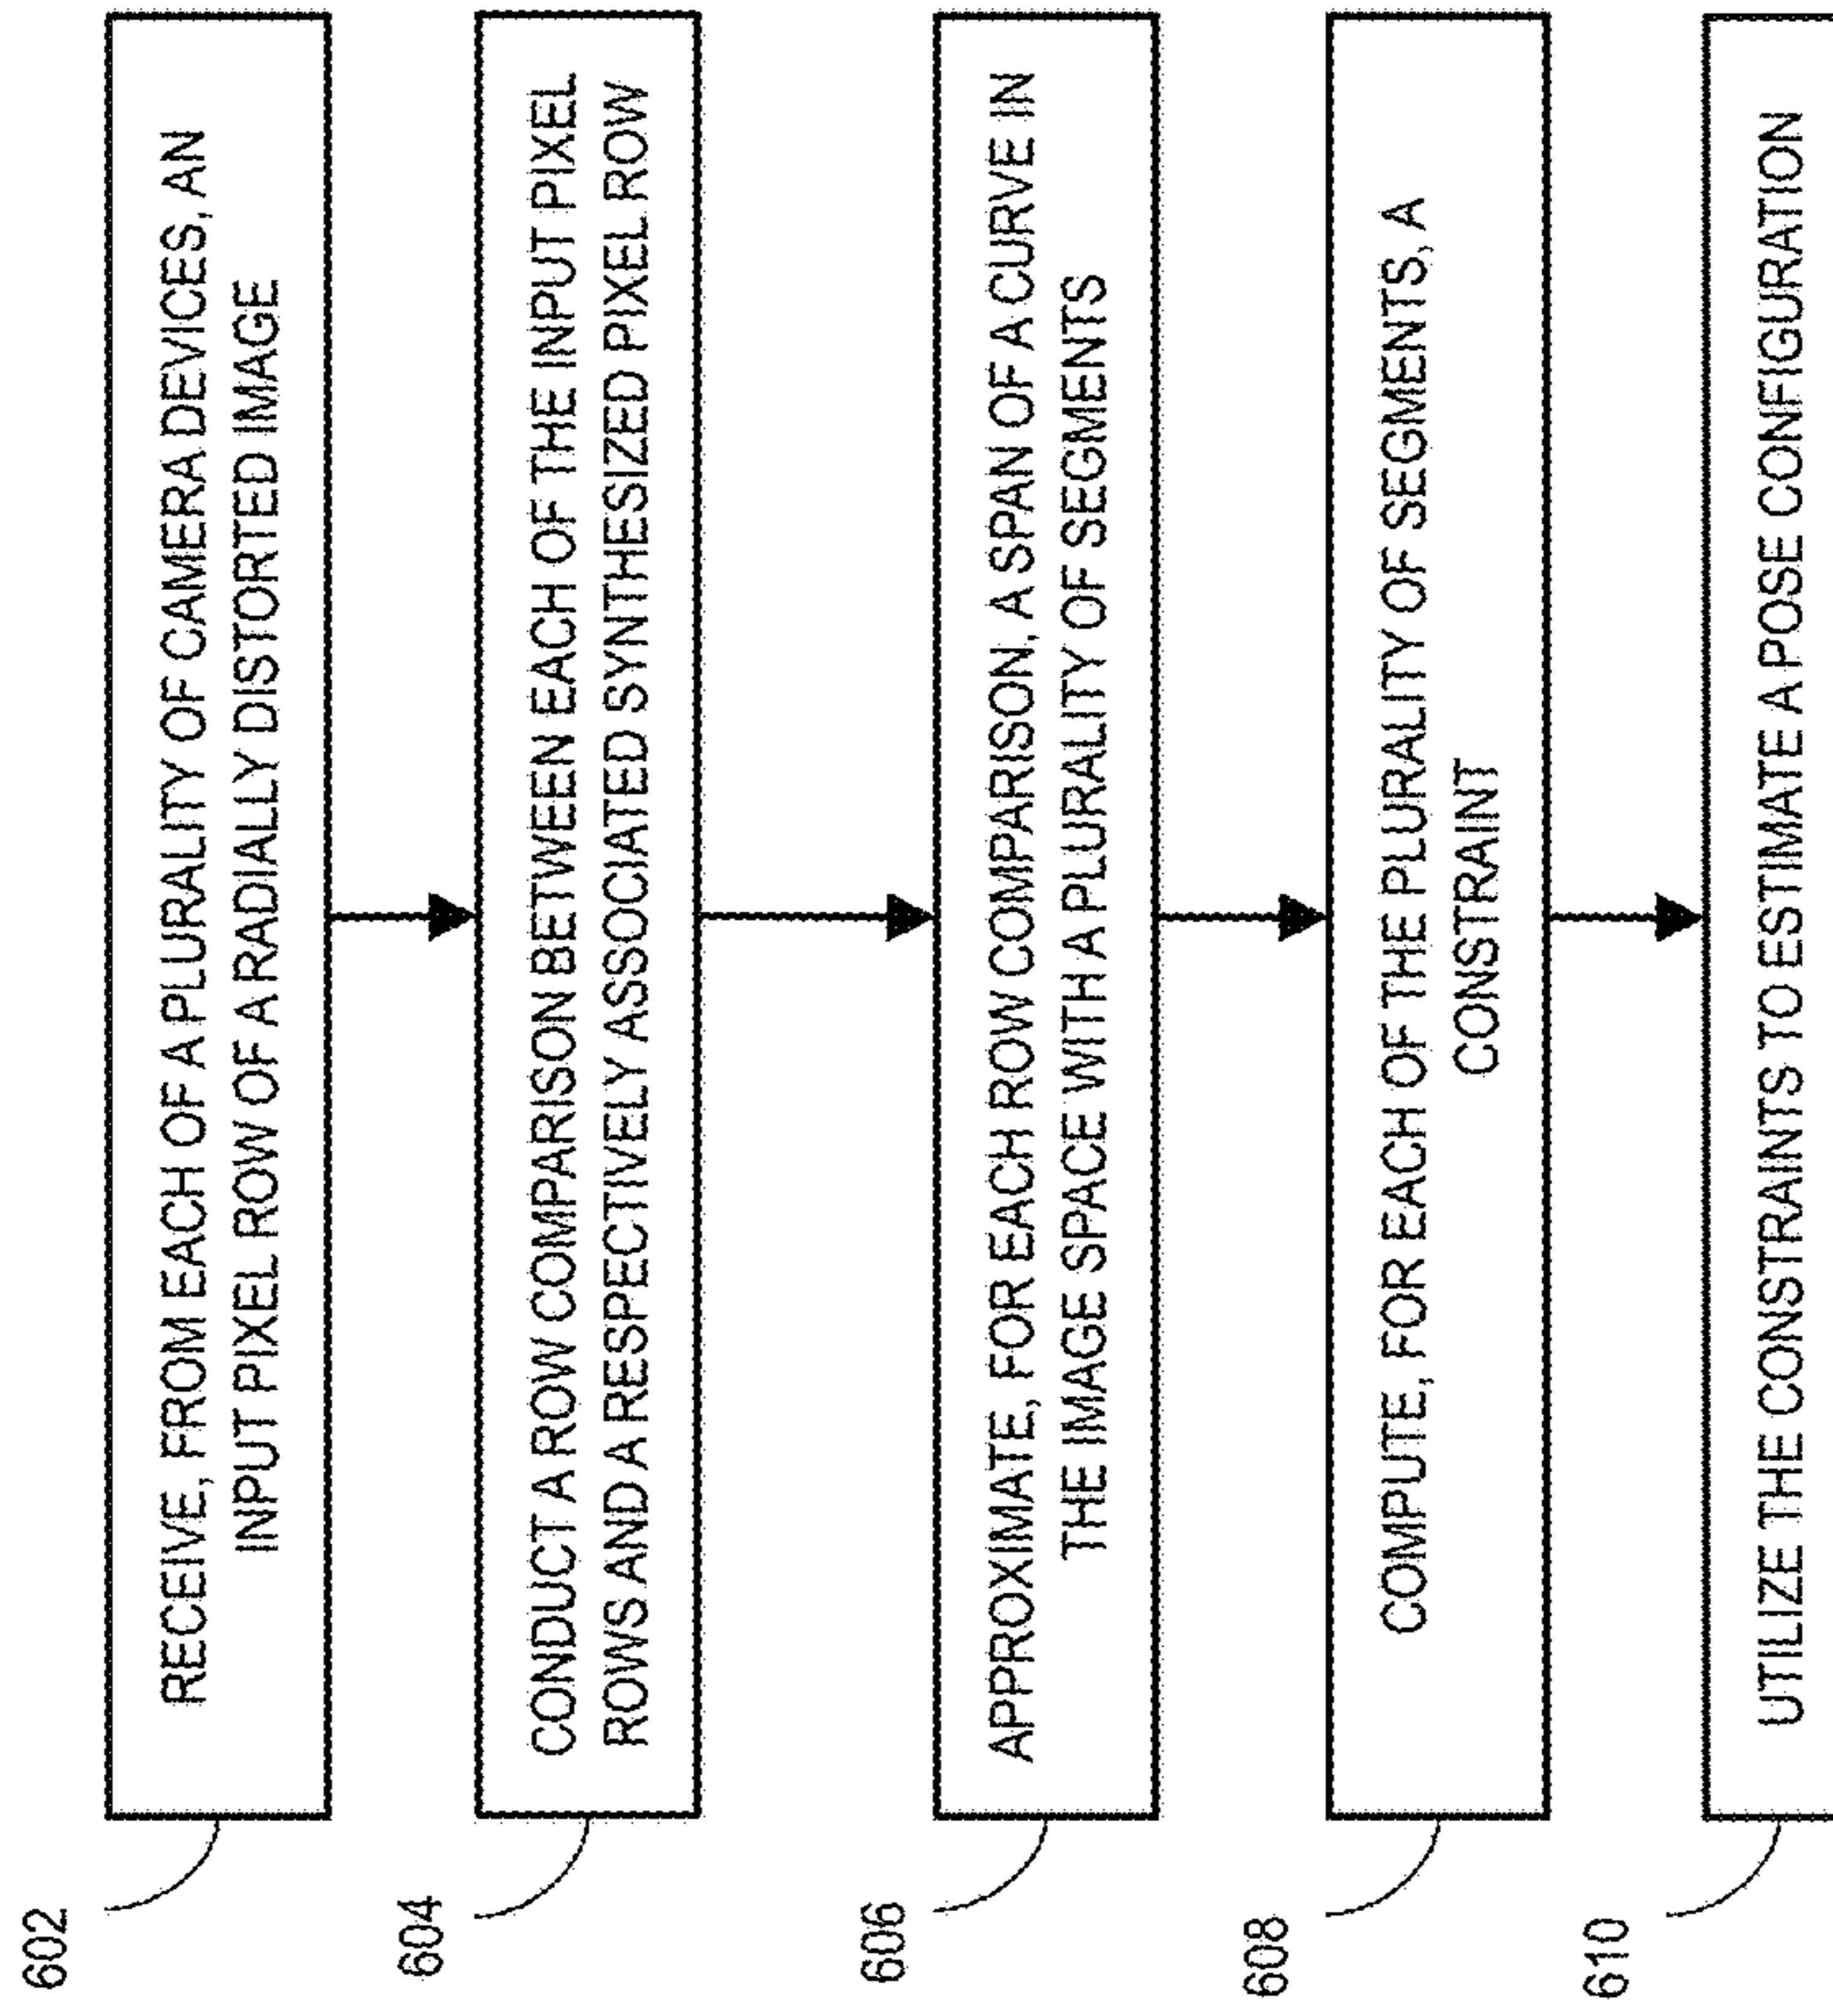 602
RECEIVE, FROM EACH OF A PLURALITY OF CAMERA DEVICES, AN
INPUT PIXEL ROW OF A RADIALLY DISTORTED IMAGE
604
CONDUCT A ROW COMPARISON BETWEEN EACH OF THE INPUT PIXEL
ROWS AND A RESPECTIVELY ASSOCIATED SYNTHESIZED PIXEL ROW
606
APPROXIMATE, FOR EACH ROW COMPARISON, A SPAN OF A CURVE IN
THE IMAGE SPACE WITH A PLURALITY OF SEGMENTS
608
COMPUTE, FOR EACH OF THE PLURALITY OF SEGMENTS, A
CONSTRAINT
610
UTILIZE THE CONSTRAINTS TO ESTIMATE A POSE CONFIGURATION